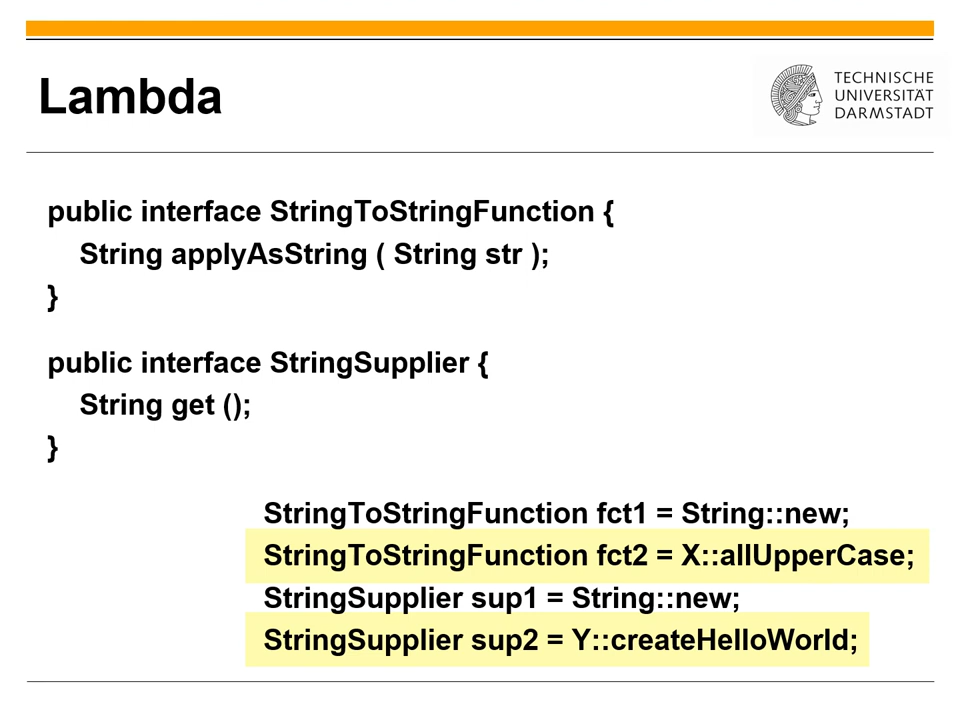 Lambda
TECHNISCHE
UNIVERSITÄT
DARMSTADT
public interface StringToStringFunction {
String applyAsString ( String str );
}
public interface StringSupplier {
String get ();
}
StringToStringFunction fct1 = String::new;
StringToStringFunction fct2 = X::allUpperCase;
StringSupplier sup1 = String::new;
StringSupplier sup2 = Y::createHelloWorld;